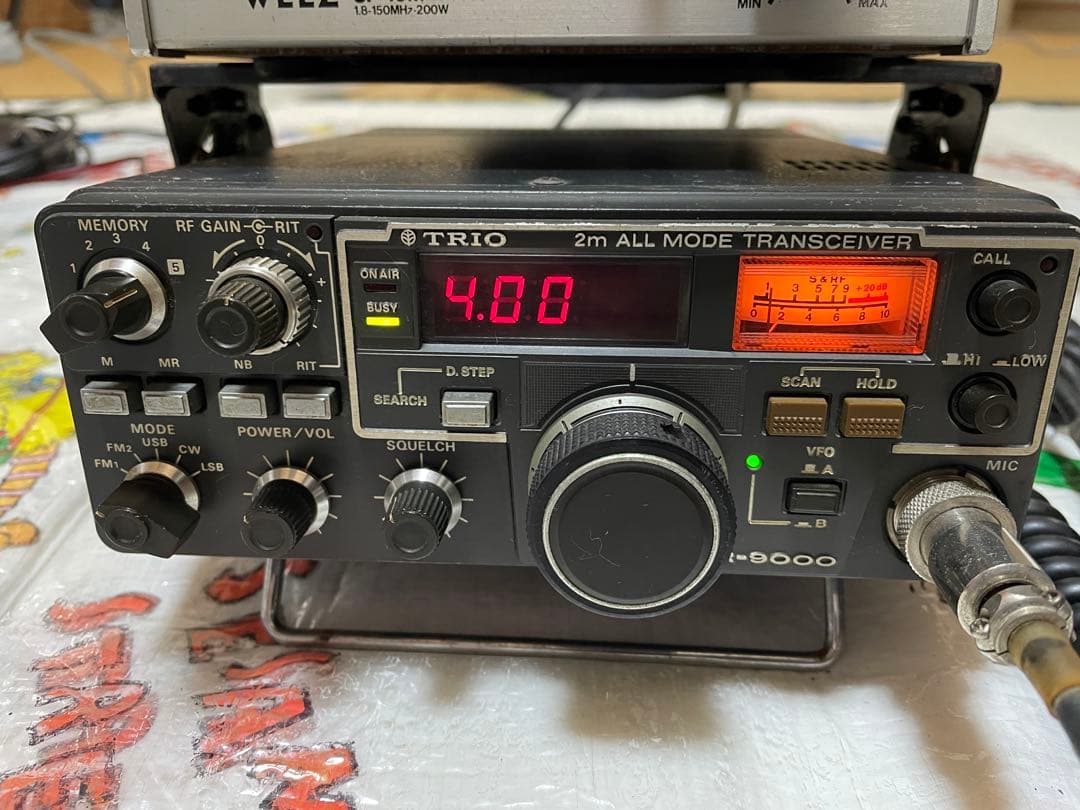 WELZ
1.8-150MHz·200W
MIN MAX
MEMORY
1 2 3 4 5
RF GAIN RIT
0
+
TRIO
2m ALL MODE TRANSCEIVER
ON AIR
BUSY
4.00
S & RF
1 3 5 7 9 +20dB
0 2 4 6 8 10
CALL
HI LOW
M MR NB RIT
D. STEP
SEARCH
SCAN HOLD
MODE
FM1 FM2 USB CW LSB
POWER/VOL
SQUELCH
VFO
A
B
MIC
-9000